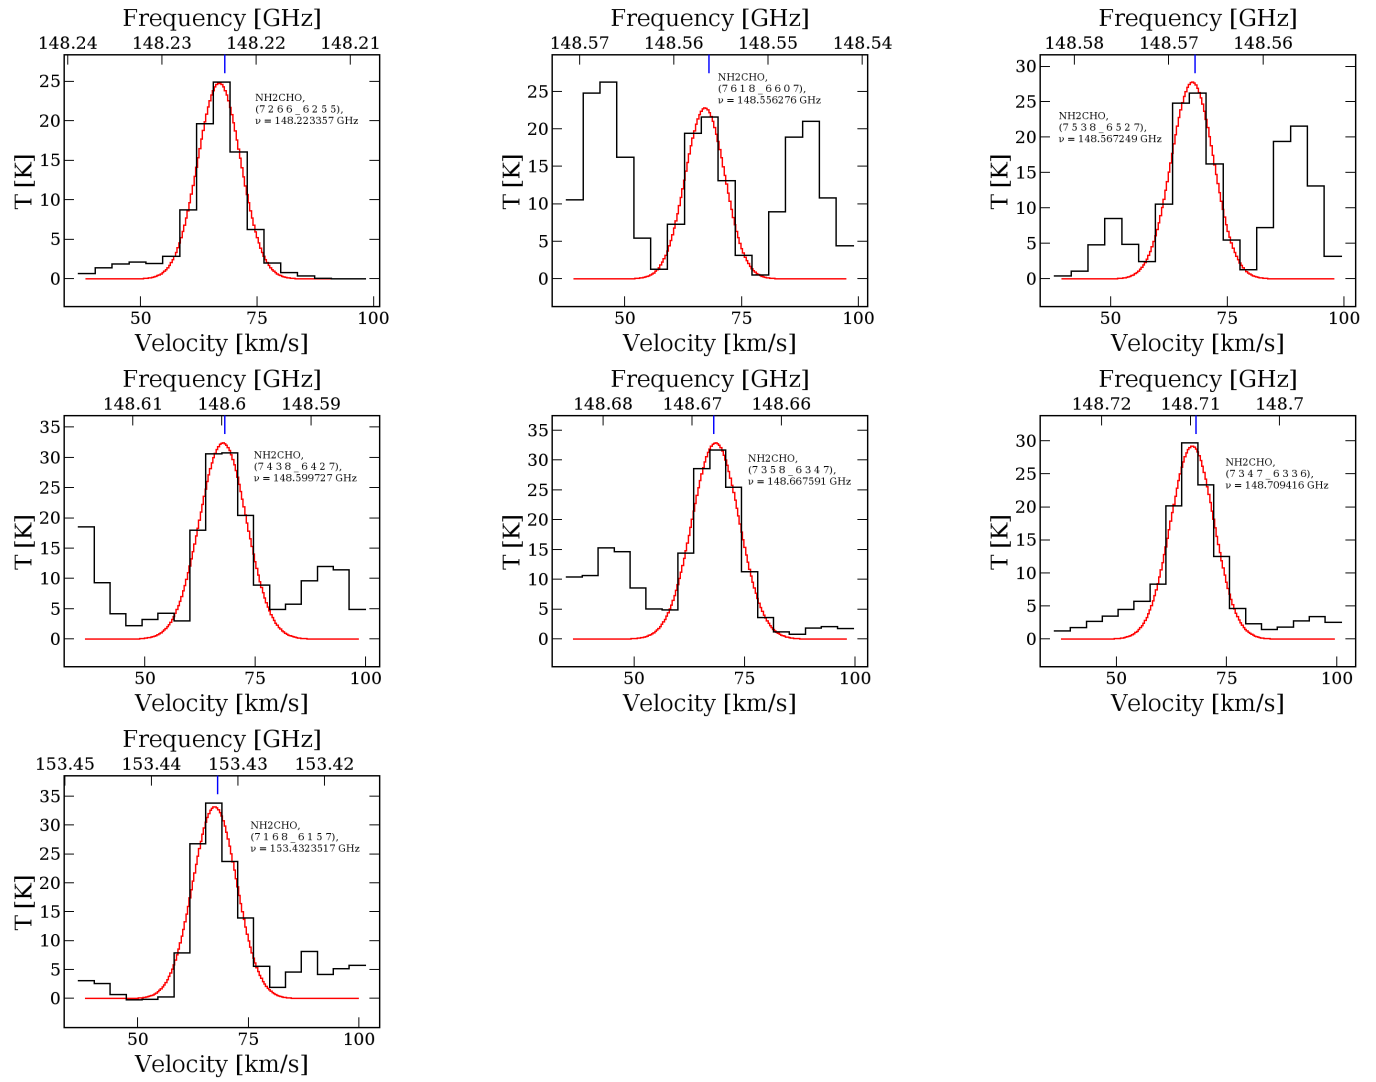 Frequency [GHz]
148.24 148.23 148.22 148.21
25
20
15
10
5
0
T [K]
NH2CHO,
(7 2 6 6 _ 6 2 5 5),
ν = 148.223357 GHz
50 75 100
Velocity [km/s]
Frequency [GHz]
148.57 148.56 148.55 148.54
25
20
15
10
5
0
T [K]
NH2CHO,
(7 6 1 8 _ 6 6 0 7),
ν = 148.556276 GHz
50 75 100
Velocity [km/s]
Frequency [GHz]
148.58 148.57 148.56
30
25
20
15
10
5
0
T [K]
NH2CHO,
(7 5 3 8 _ 6 5 2 7),
ν = 148.567249 GHz
50 75 100
Velocity [km/s]
Frequency [GHz]
148.61 148.6 148.59
35
30
25
20
15
10
5
0
T [K]
NH2CHO,
(7 4 3 8 _ 6 4 2 7),
ν = 148.599727 GHz
50 75 100
Velocity [km/s]
Frequency [GHz]
148.68 148.67 148.66
35
30
25
20
15
10
5
0
T [K]
NH2CHO,
(7 3 5 8 _ 6 3 4 7),
ν = 148.667591 GHz
50 75 100
Velocity [km/s]
Frequency [GHz]
148.72 148.71 148.7
30
25
20
15
10
5
0
T [K]
NH2CHO,
(7 3 4 7 _ 6 3 3 6),
ν = 148.709416 GHz
50 75 100
Velocity [km/s]
Frequency [GHz]
153.45 153.44 153.43 153.42
35
30
25
20
15
10
5
0
T [K]
NH2CHO,
(7 1 6 8 _ 6 1 5 7),
ν = 153.4323517 GHz
50 75 100
Velocity [km/s]